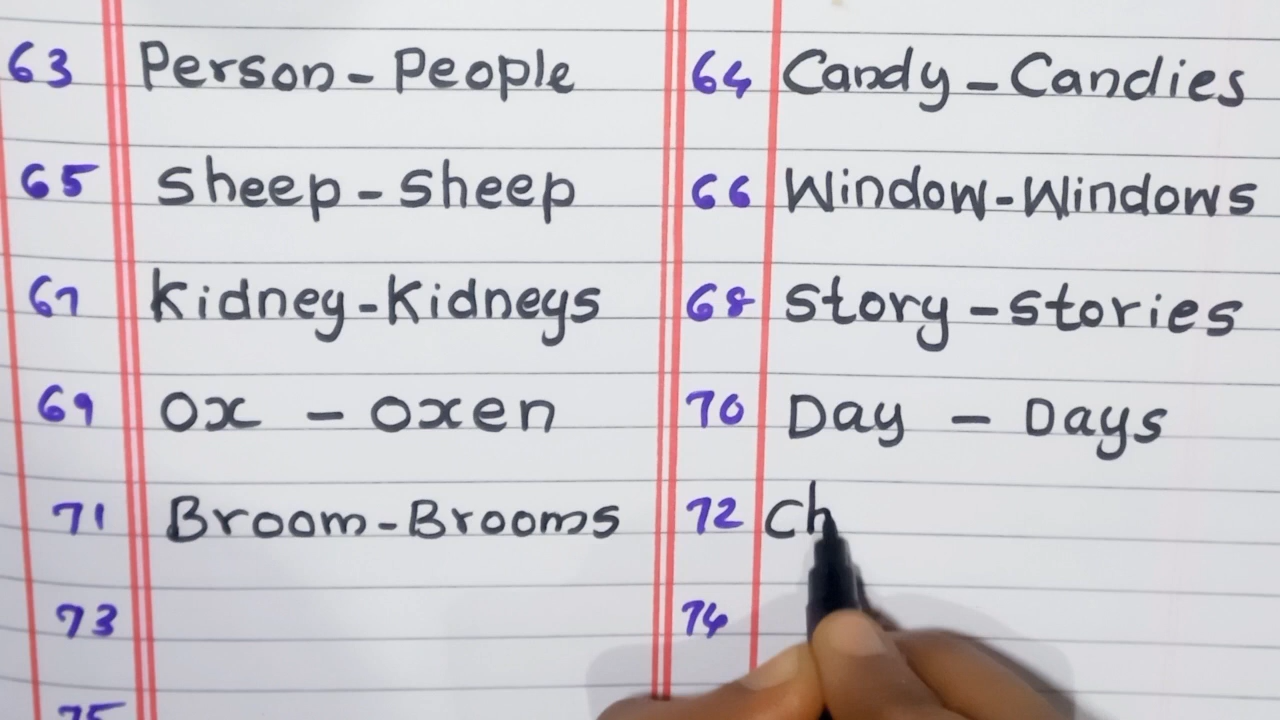 63 Person - People 64 Candy - Candies
65 Sheep - Sheep 66 Window - Windows
67 Kidney - Kidneys 68 Story - Stories
69 Ox - Oxen 70 Day - Days
71 Broom - Brooms 72 Ch
73 74
75